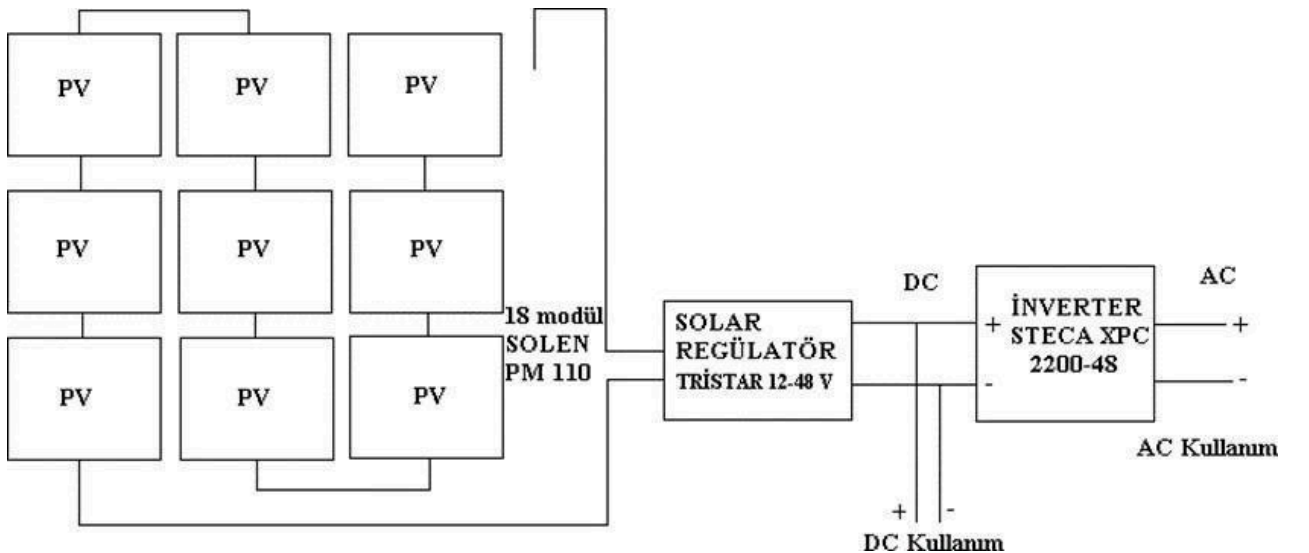 PV
PV
PV
PV
PV
PV
PV
PV
PV
18 modül
SOLEN
PM 110
SOLAR
REGÜLATÖR
TRİSTAR 12-48 V
DC
+
-
İNVERTER
STECA XPC
2200-48
AC
+
-
AC Kullanım
+
-
DC Kullanım